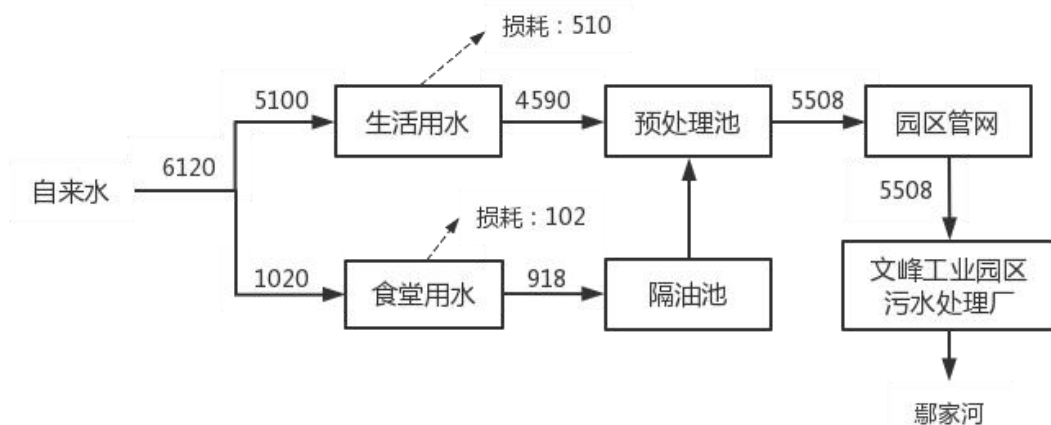 损耗：510
5100
生活用水
4590
预处理池
5508
园区管网
6120
自来水
5508
损耗：102
1020
食堂用水
918
隔油池
文峰工业园区
污水处理厂
鄢家河